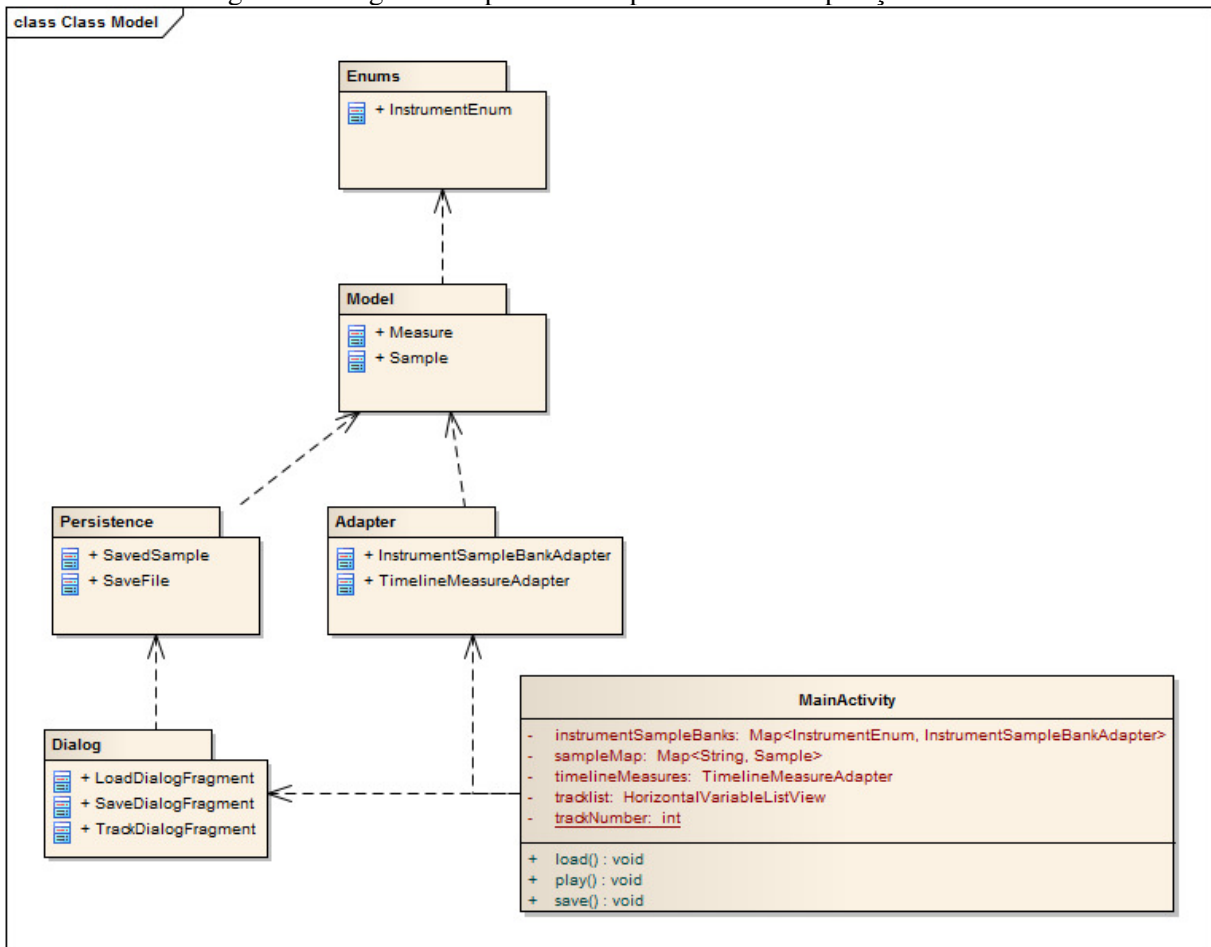 class Class Model
Enums
+ InstrumentEnum
Model
+ Measure
+ Sample
Persistence
+ SavedSample
+ SaveFile
Adapter
+ InstrumentSampleBankAdapter
+ TimelineMeasureAdapter
Dialog
+ LoadDialogFragment
+ SaveDialogFragment
+ TrackDialogFragment
MainActivity
- instrumentSampleBanks: Map<InstrumentEnum, InstrumentSampleBankAdapter>
- sampleMap: Map<String, Sample>
- timelineMeasures: TimelineMeasureAdapter
- tracklist: HorizontalVariableListView
- trackNumber: int
+ load() : void
+ play() : void
+ save() : void